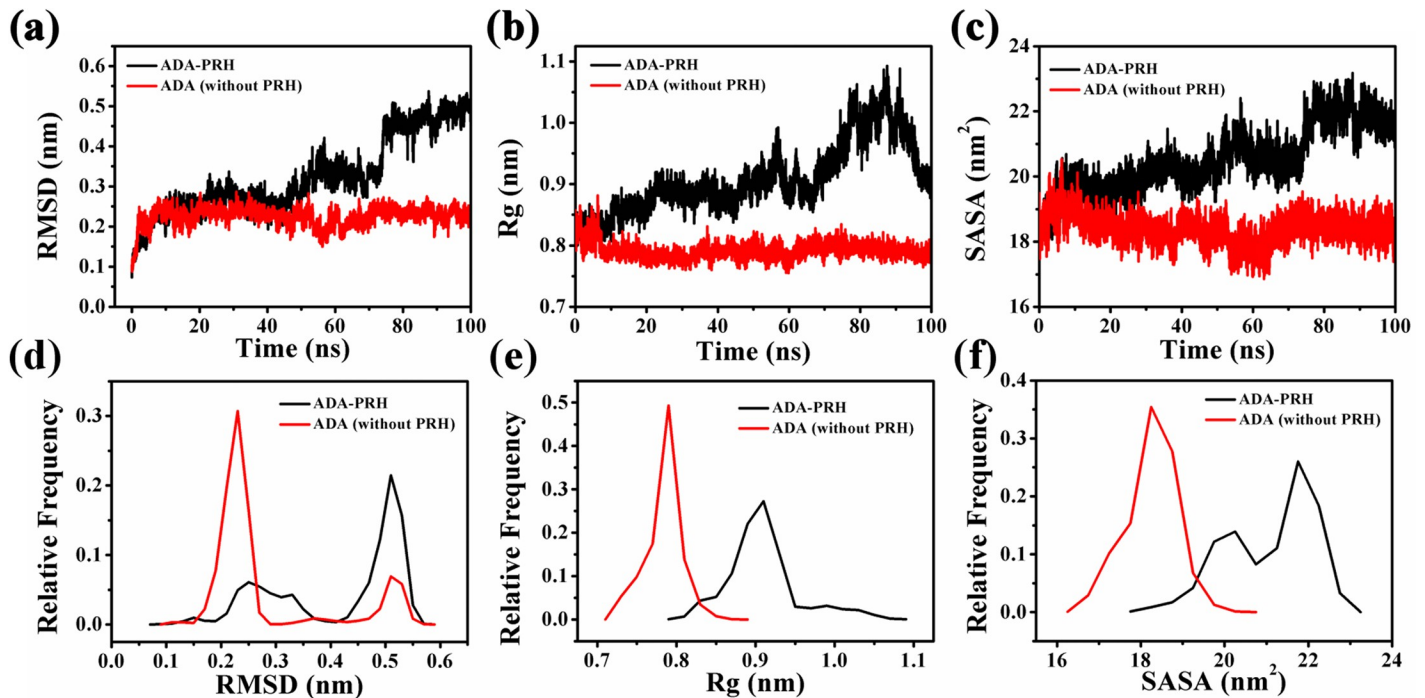 (a)
RMSD (nm)
0.6
0.5
0.4
0.3
0.2
0.1
0.0
ADA-PRH
ADA (without PRH)
0 20 40 60 80 100
Time (ns)
(b)
Rg (nm)
1.1
1.0
0.9
0.8
0.7
ADA-PRH
ADA (without PRH)
0 20 40 60 80 100
Time (ns)
(c)
SASA (nm²)
24
22
20
18
16
ADA-PRH
ADA (without PRH)
0 20 40 60 80 100
Time (ns)
(d)
Relative Frequency
0.3
0.2
0.1
0.0
ADA-PRH
ADA (without PRH)
0.0 0.1 0.2 0.3 0.4 0.5 0.6
RMSD (nm)
(e)
Relative Frequency
0.5
0.4
0.3
0.2
0.1
0.0
ADA-PRH
ADA (without PRH)
0.7 0.8 0.9 1.0 1.1
Rg (nm)
(f)
Relative Frequency
0.4
0.3
0.2
0.1
0.0
ADA-PRH
ADA (without PRH)
16 18 20 22 24
SASA (nm²)